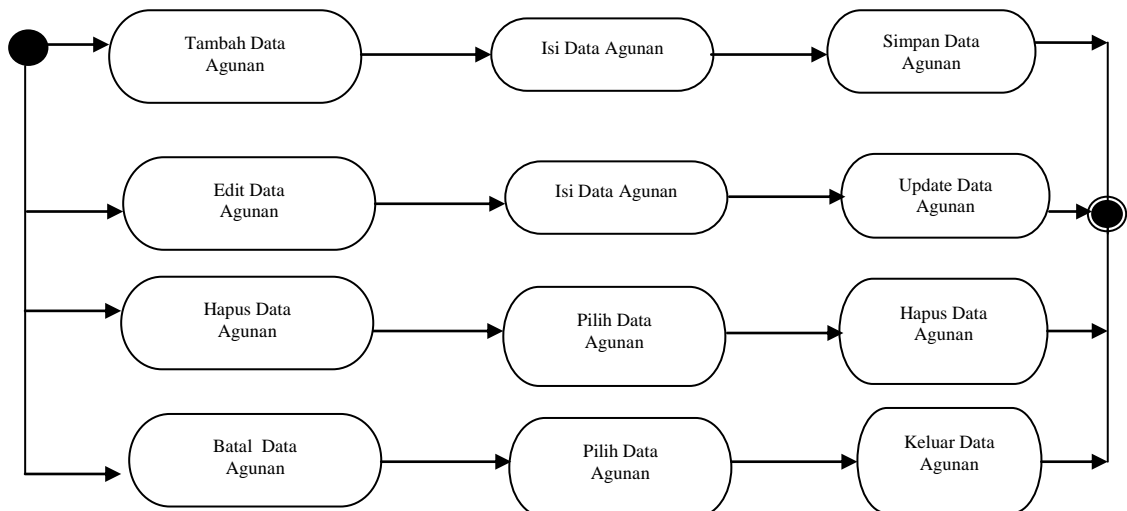 Tambah Data
Agunan
Isi Data Agunan
Simpan Data
Agunan
Edit Data
Agunan
Isi Data Agunan
Update Data
Agunan
Hapus Data
Agunan
Pilih Data
Agunan
Hapus Data
Agunan
Batal Data
Agunan
Pilih Data
Agunan
Keluar Data
Agunan